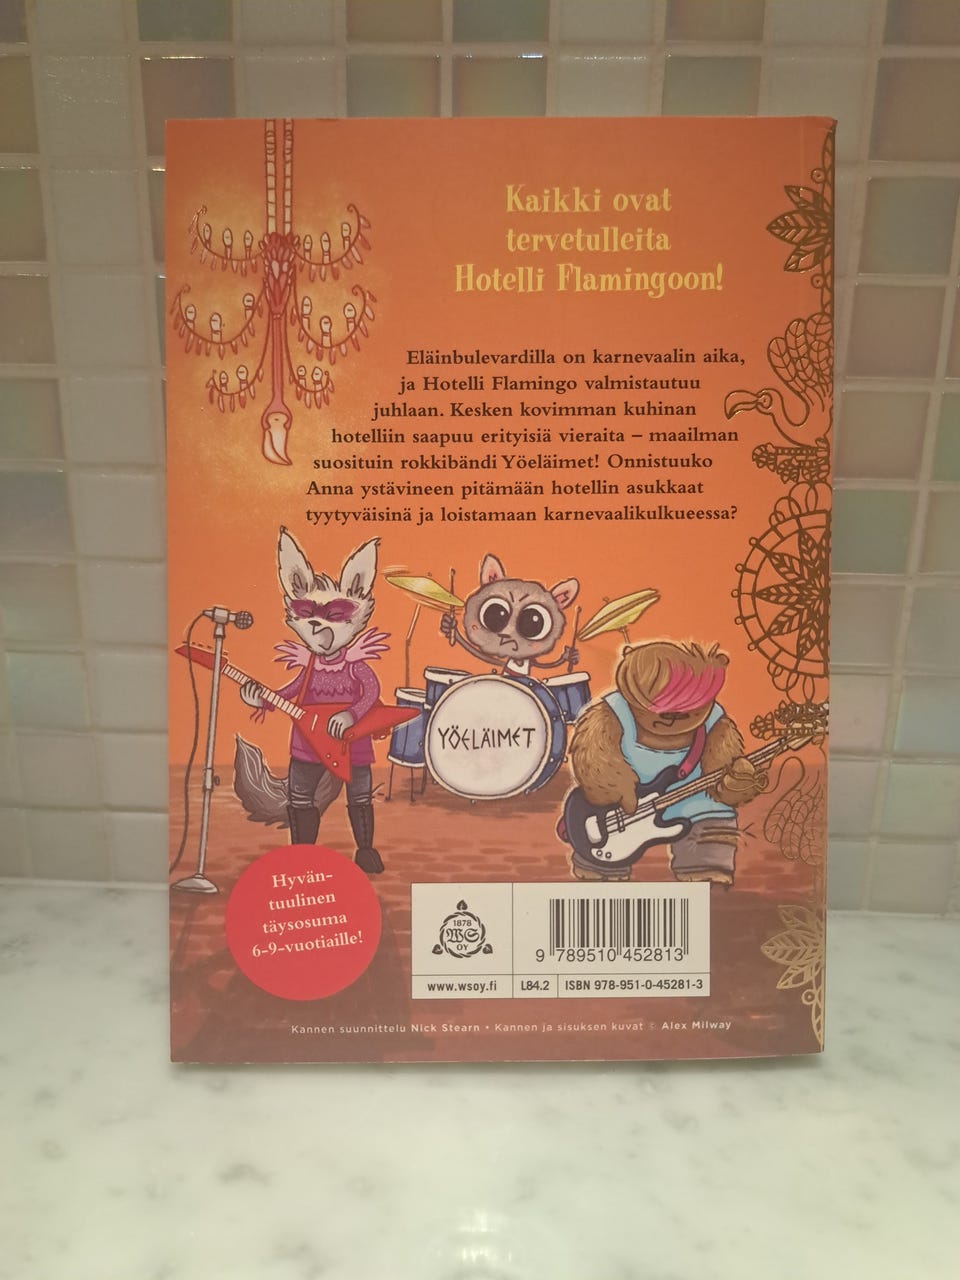 Kaikki ovat
tervetulleita
Hotelli Flamingoon!
Eläinbulevardilla on karnevaalin aika,
ja Hotelli Flamingo valmistautuu
juhlaan. Kesken kovimman kuhinan
hotelliin saapuu erityisiä vieraita – maailman
suosituin rokkibändi Yöeläimet! Onnistuuko
Anna ystävineen pitämään hotellin asukkaat
tyytyväisinä ja loistamaan karnevaalikulkueessa?
YÖELÄIMET
Hyvän-
tuulinen
täysosuma
6-9-vuotiaille!
1878
WS
OY
9 789510 452813
www.wsoy.fi
L84.2
ISBN 978-951-0-45281-3
Kannen suunnittelu Nick Stearn • Kannen ja sisuksen kuvat © Alex Milway